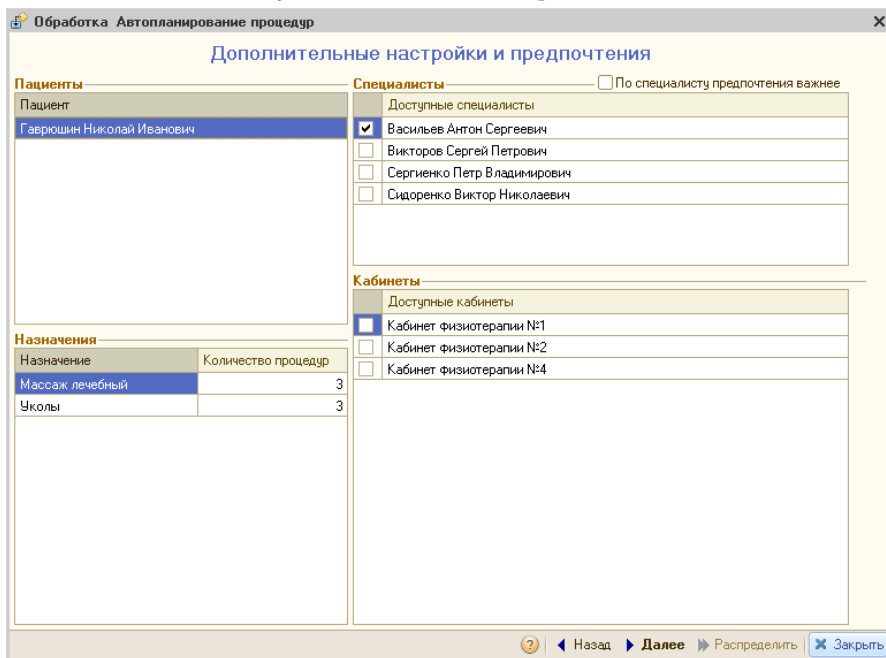 Обработка Автопланирование процедур
Дополнительные настройки и предпочтения
Пациенты
Пациент
Гаврюшин Николай Иванович
Назначения
Назначение Количество процедур
Массаж лечебный 3
Уколы 3
Специалисты По специалисту предпочтения важнее
Доступные специалисты
Васильев Антон Сергеевич
Викторов Сергей Петрович
Сергиенко Петр Владимирович
Сидоренко Виктор Николаевич
Кабинеты
Доступные кабинеты
Кабинет физиотерапии №1
Кабинет физиотерапии №2
Кабинет физиотерапии №4
Назад Далее Распределить Закрыть